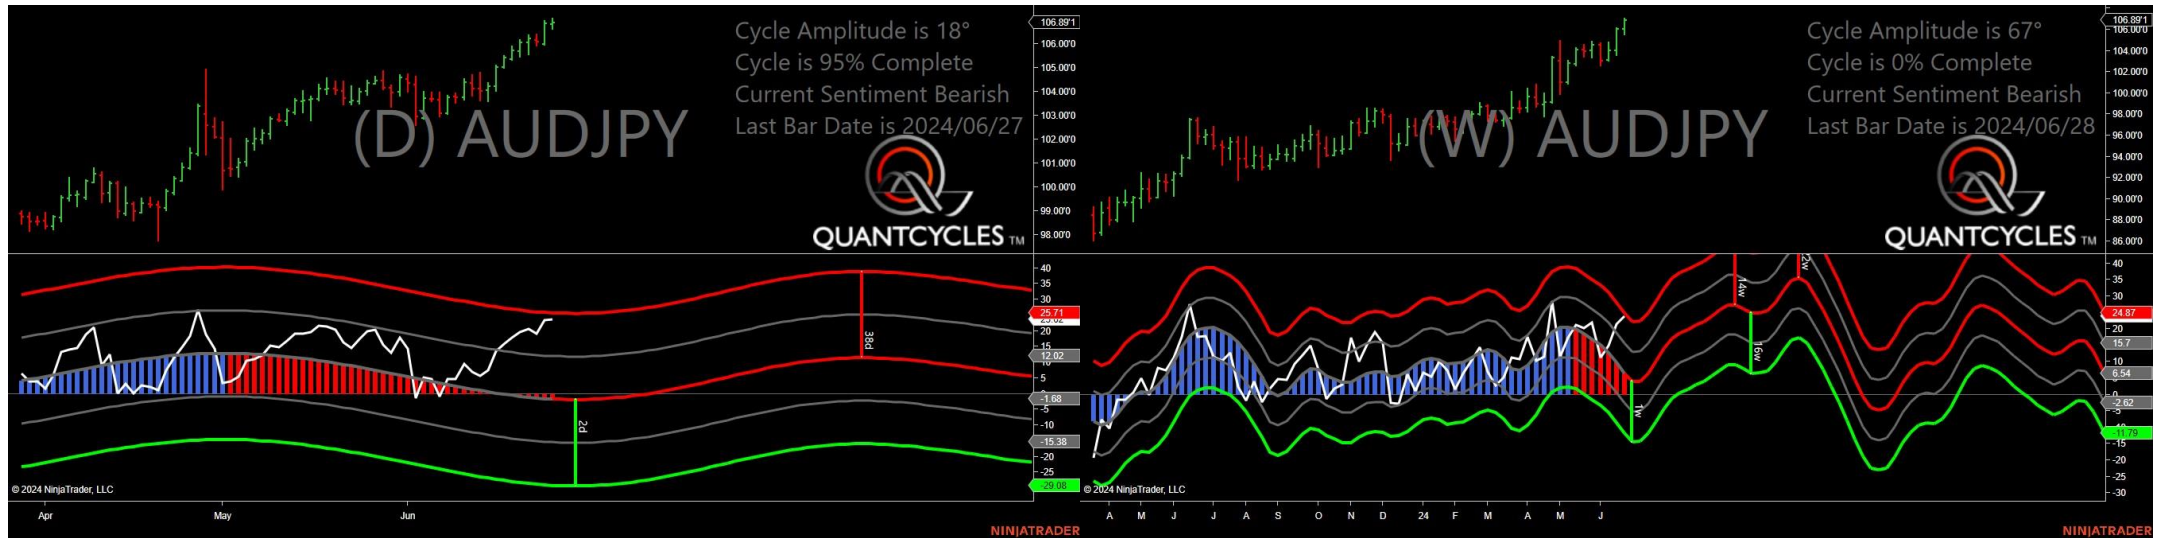 Cycle Amplitude is 18°
Cycle is 95% Complete
Current Sentiment Bearish
Last Bar Date is 2024/06/27
(D) AUDJPY
QUANTCYCLES TM
106.89'1
106.00'0
105.00'0
104.00'0
103.00'0
102.00'0
101.00'0
100.00'0
99.00'0
98.00'0
40
35
30
25.71
20
15
12.02
5
-1.68
-5
-10
-15.38
-20
-25
-29.08
38d
2d
© 2024 NinjaTrader, LLC
Apr
May
Jun
NINJATRADER
Cycle Amplitude is 67°
Cycle is 0% Complete
Current Sentiment Bearish
Last Bar Date is 2024/06/28
(W) AUDJPY
QUANTCYCLES TM
106.89'1
106.00'0
104.00'0
102.00'0
100.00'0
98.00'0
96.00'0
94.00'0
92.00'0
90.00'0
88.00'0
86.00'0
40
35
30
24.87
20
15.7
10
6.54
-2.62
-5
-11.79
-15
-20
-25
-30
14w
16w
1w
© 2024 NinjaTrader, LLC
A
M
J
J
A
S
O
N
D
24
F
M
A
M
J
NINJATRADER